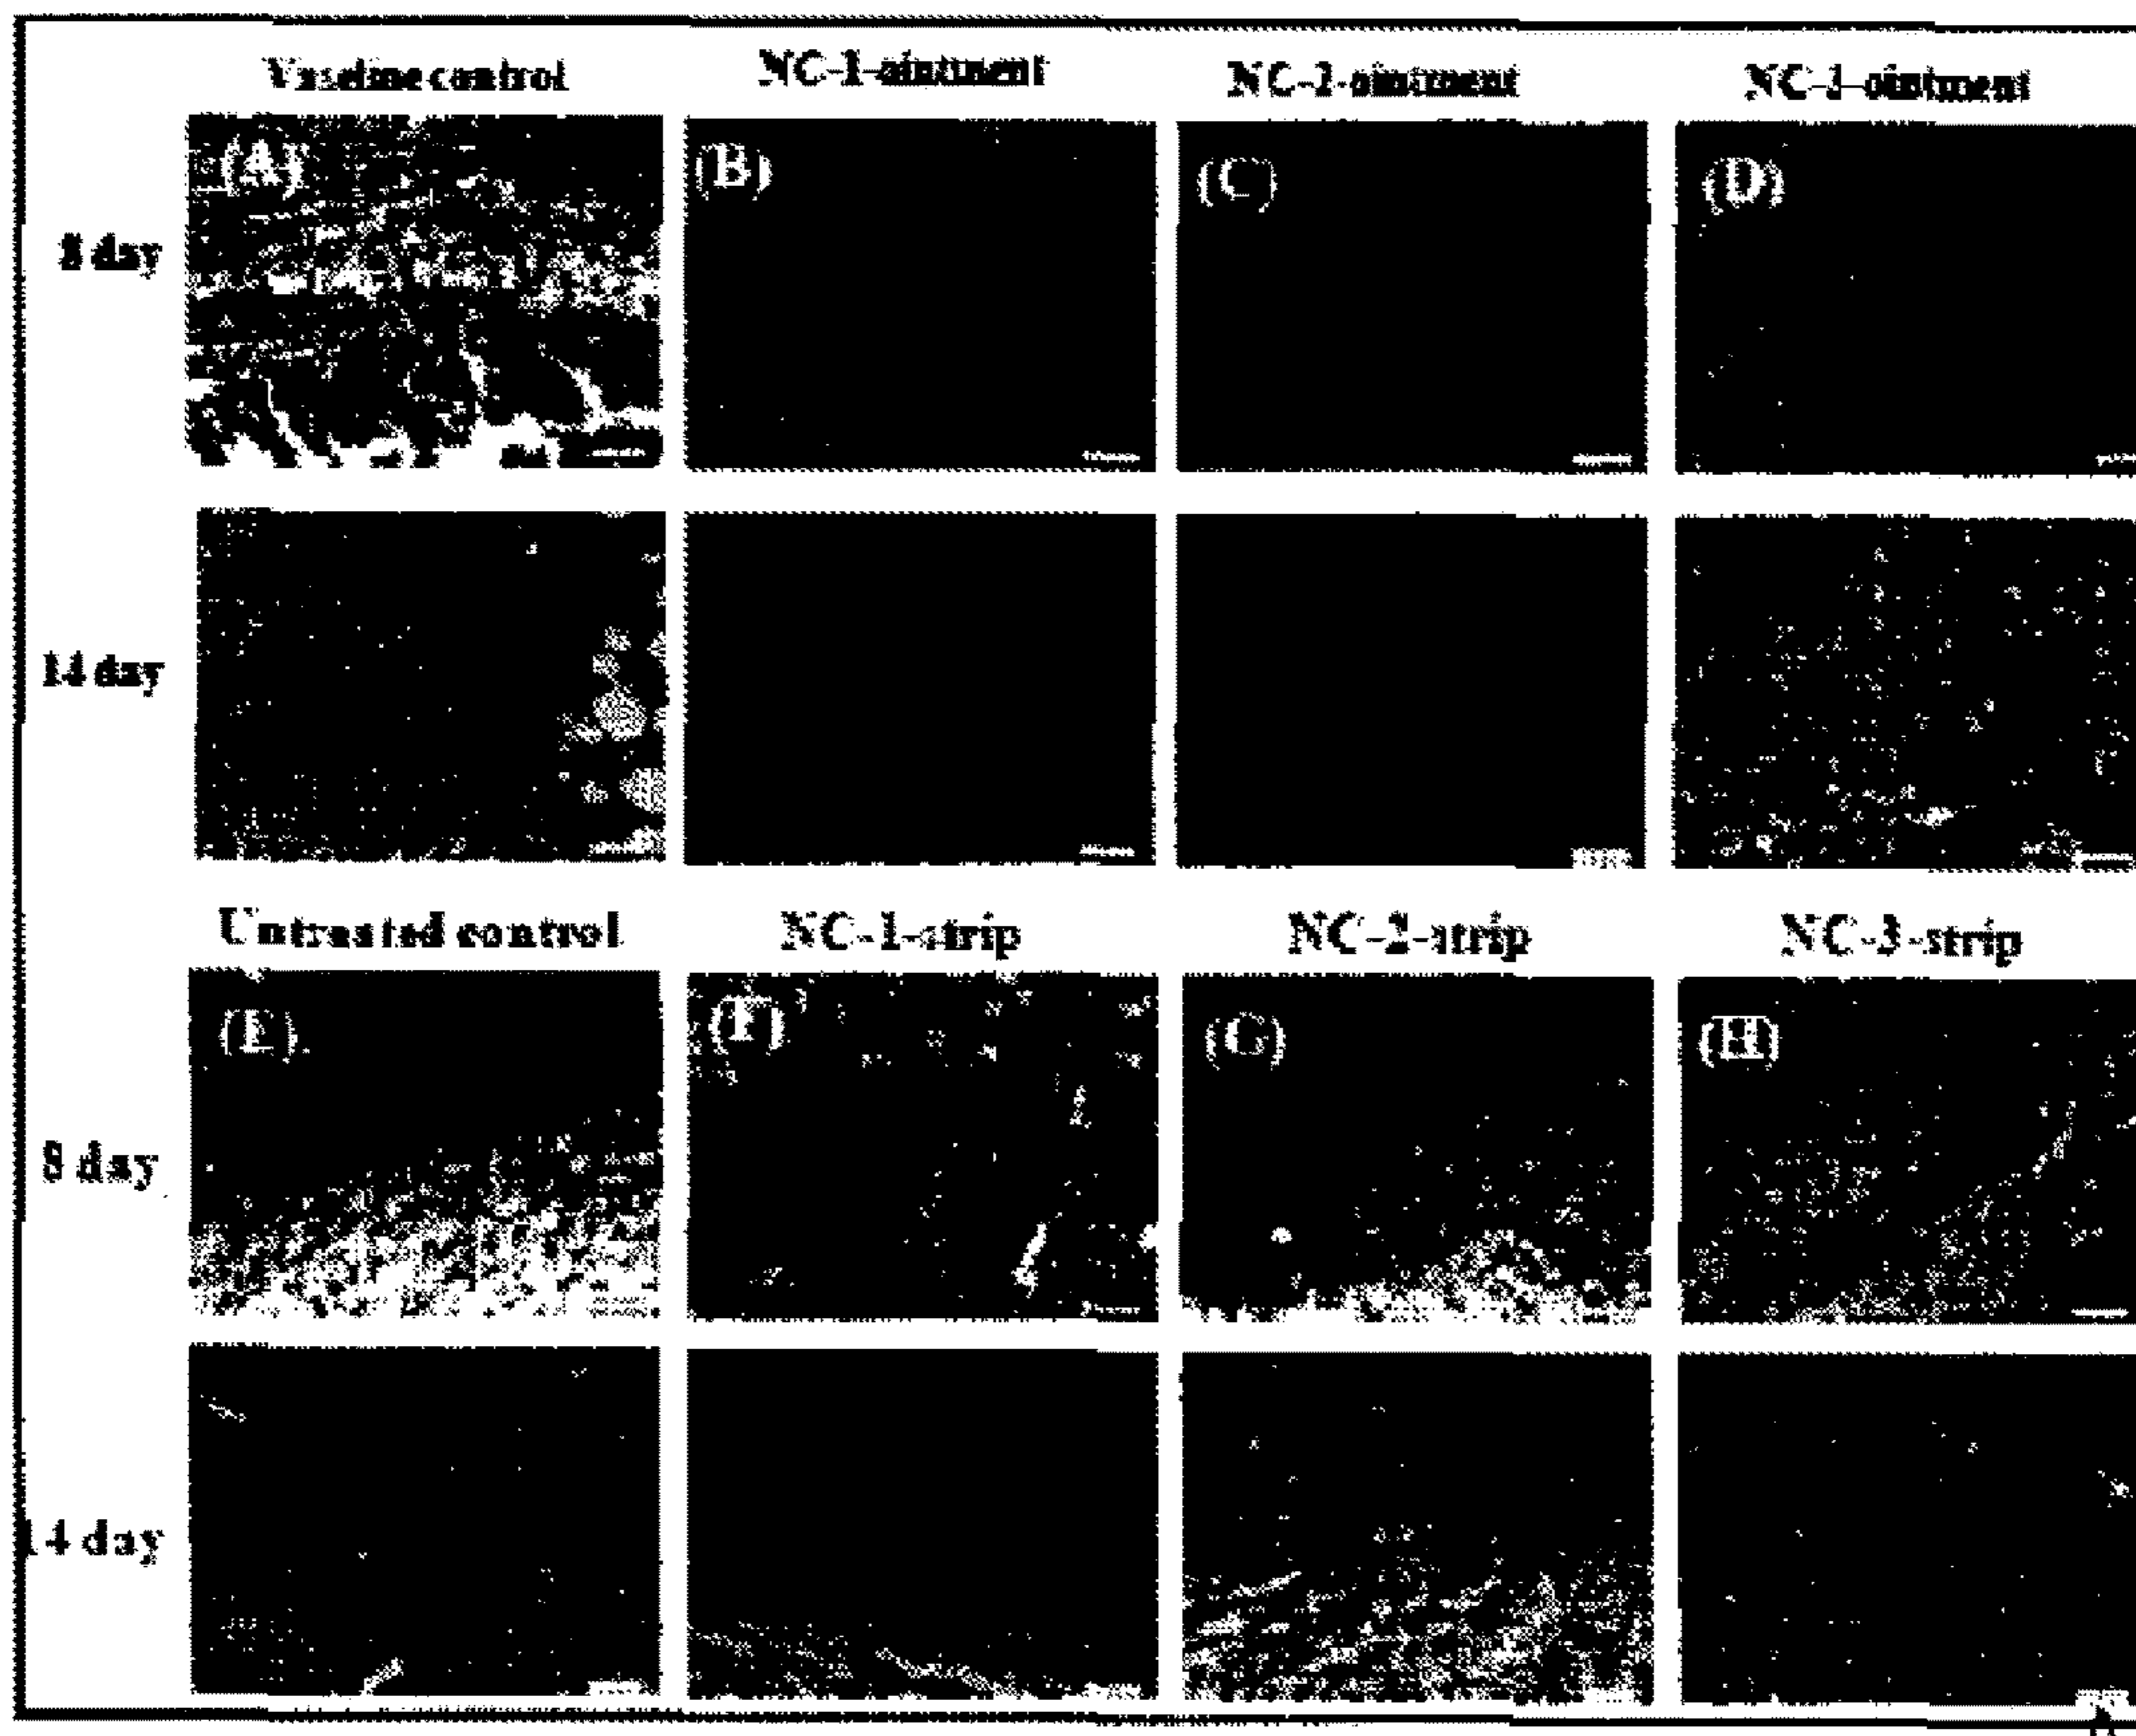 Vaseline control NC-1-ointment NC-2-ointment NC-3-ointment
(A) (B) (C) (D)
8 day
14 day
Untreated control NC-1-strip NC-2-strip NC-3-strip
(E) (F) (G) (H)
8 day
14 day